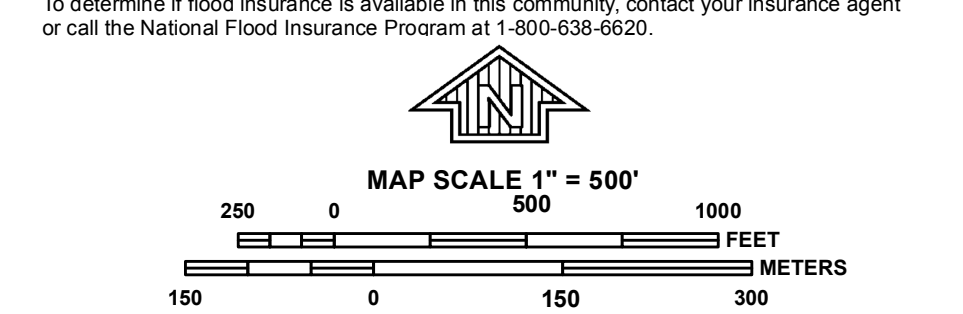 To determine if flood insurance is available in this community, contact your insurance agent
or call the National Flood Insurance Program at 1-800-638-6620.
N
MAP SCALE 1" = 500'
250 0 500 1000
FEET
METERS
150 0 150 300